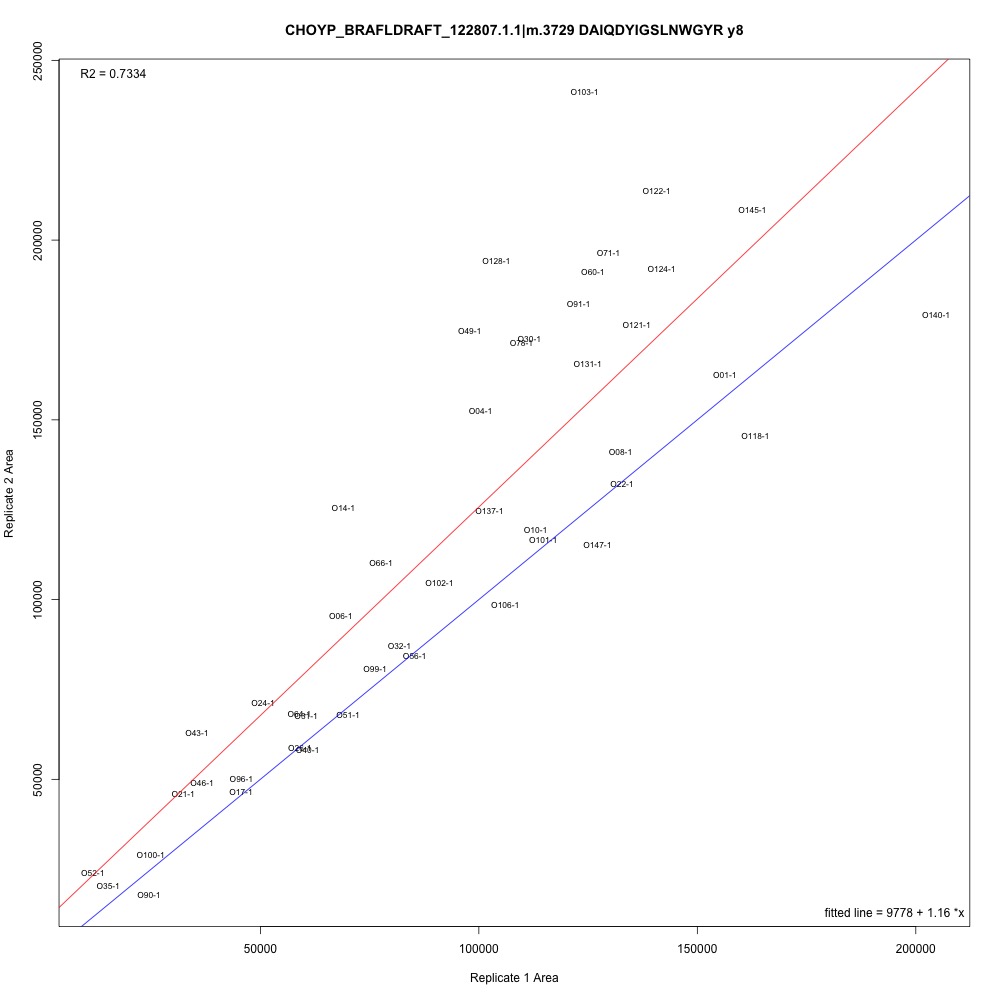 CHOYP_BRAFLDRAFT_122807.1.1|m.3729 DAIQDYIGSLNWGYR y8
R2 = 0.7334
250000
200000
150000
100000
50000
Replicate 2 Area
O103-1
O122-1
O145-1
O71-1
O128-1
O124-1
O60-1
O91-1
O140-1
O121-1
O49-1
O30-1
O78-1
O131-1
O01-1
O04-1
O118-1
O08-1
O22-1
O14-1
O137-1
O10-1
O101-1
O147-1
O66-1
O102-1
O106-1
O06-1
O32-1
O56-1
O99-1
O24-1
O31-1
O51-1
O43-1
O40-1
O96-1
O46-1
O17-1
O21-1
O100-1
O52-1
O35-1
O90-1
fitted line = 9778 + 1.16 *x
50000
100000
150000
200000
Replicate 1 Area